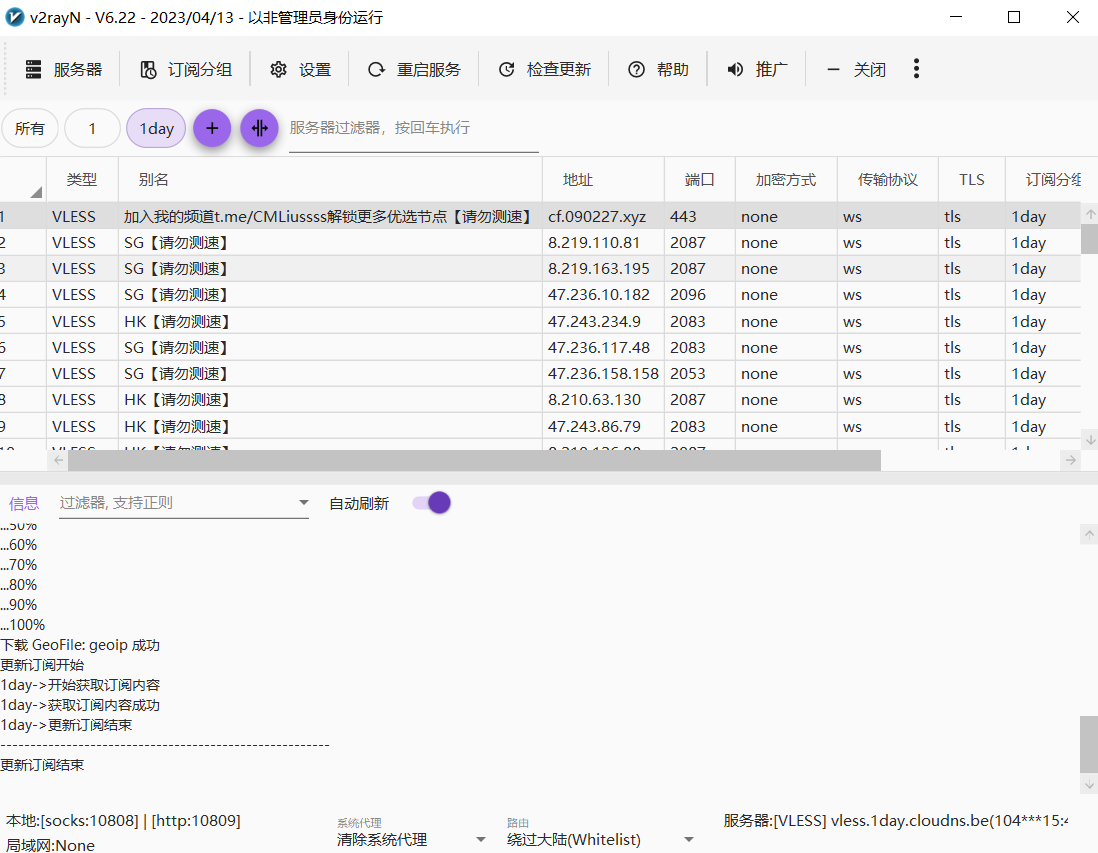 v2rayN - V6.22 - 2023/04/13 - 以非管理员身份运行
服务器 订阅分组 设置 重启服务 检查更新 帮助 推广 关闭
所有 1 1day + 服务器过滤器，按回车执行
类型 别名 地址 端口 加密方式 传输协议 TLS 订阅分组
1 VLESS 加入我的频道t.me/CMLiussss解锁更多优选节点【请勿测速】 cf.090227.xyz 443 none ws tls 1day
2 VLESS SG【请勿测速】 8.219.110.81 2087 none ws tls 1day
3 VLESS SG【请勿测速】 8.219.163.195 2087 none ws tls 1day
4 VLESS SG【请勿测速】 47.236.10.182 2096 none ws tls 1day
5 VLESS HK【请勿测速】 47.243.234.9 2083 none ws tls 1day
6 VLESS SG【请勿测速】 47.236.117.48 2083 none ws tls 1day
7 VLESS SG【请勿测速】 47.236.158.158 2053 none ws tls 1day
8 VLESS HK【请勿测速】 8.210.63.130 2087 none ws tls 1day
9 VLESS HK【请勿测速】 47.243.86.79 2083 none ws tls 1day
信息 过滤器, 支持正则 自动刷新
...50%
...60%
...70%
...80%
...90%
...100%
下载 GeoFile: geoip 成功
更新订阅开始
1day->开始获取订阅内容
1day->获取订阅内容成功
1day->更新订阅结束
-------------------------------------------------------
更新订阅结束
本地:[socks:10808] | [http:10809]
局域网:None
系统代理
清除系统代理
路由
绕过大陆(Whitelist)
服务器:[VLESS] vless.1day.cloudns.be(104***15:4